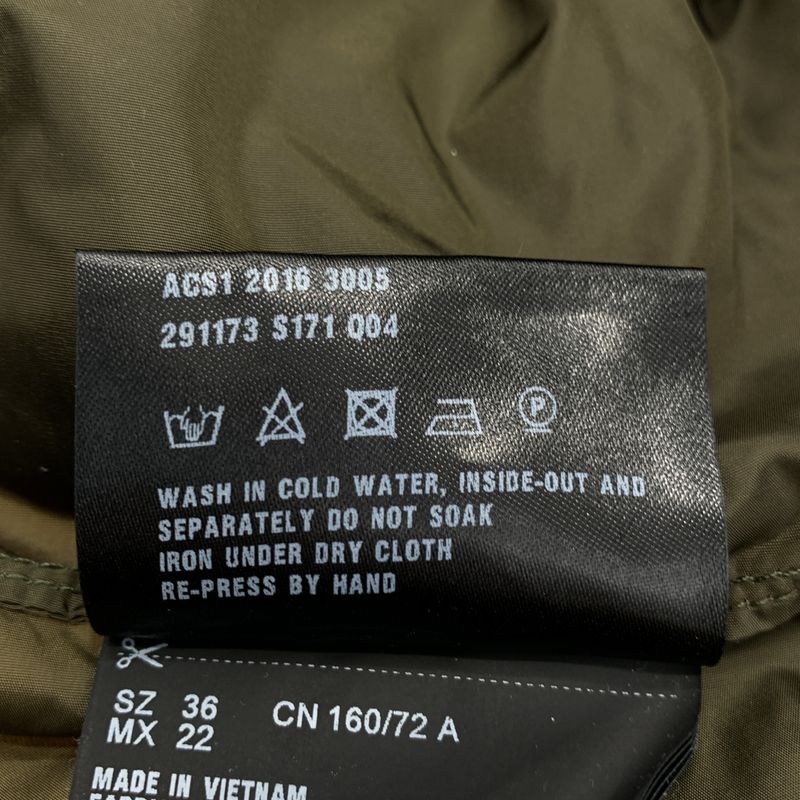 ACS1 2016 3005
291173 S171 Q04
P
WASH IN COLD WATER, INSIDE-OUT AND
SEPARATELY DO NOT SOAK
IRON UNDER DRY CLOTH
RE-PRESS BY HAND
SZ 36 CN 160/72 A
MX 22
MADE IN VIETNAM